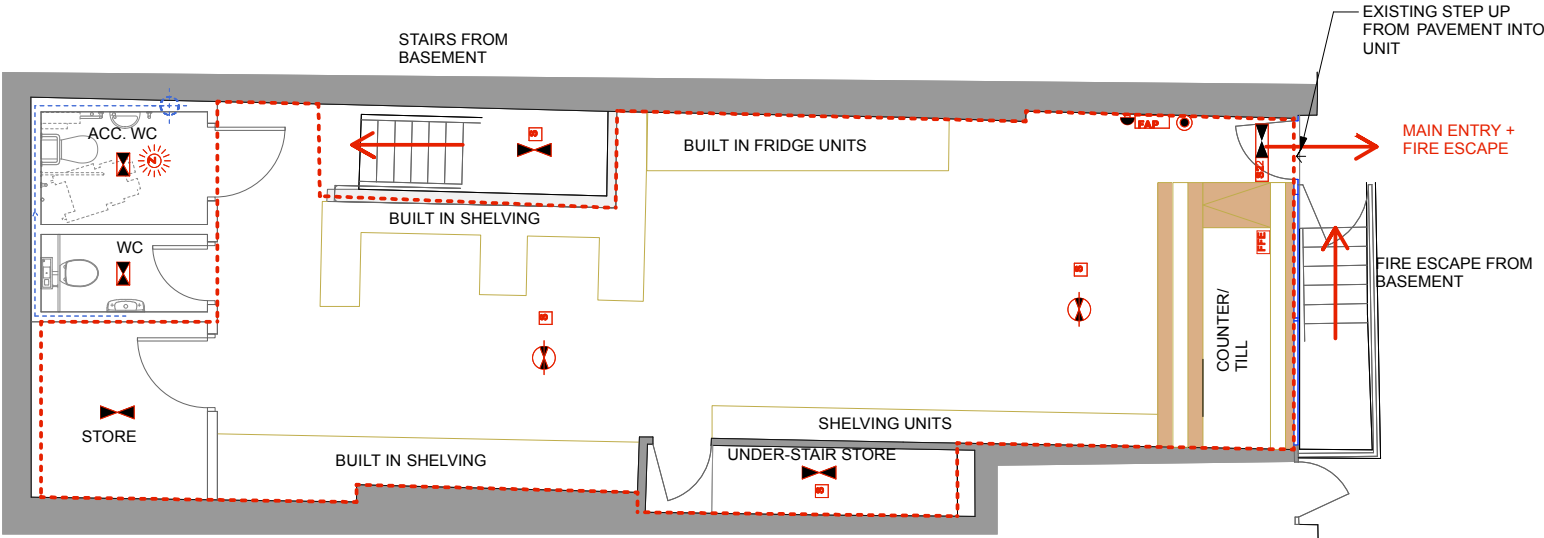 EXISTING STEP UP
FROM PAVEMENT INTO
UNIT
STAIRS FROM
BASEMENT
ACC. WC
S
BUILT IN FRIDGE UNITS
FAP
MAIN ENTRY +
FIRE ESCAPE
822
BUILT IN SHELVING
WC
FFE
FIRE ESCAPE FROM
BASEMENT
S
S
COUNTER/
TILL
STORE
SHELVING UNITS
BUILT IN SHELVING
UNDER-STAIR STORE
S